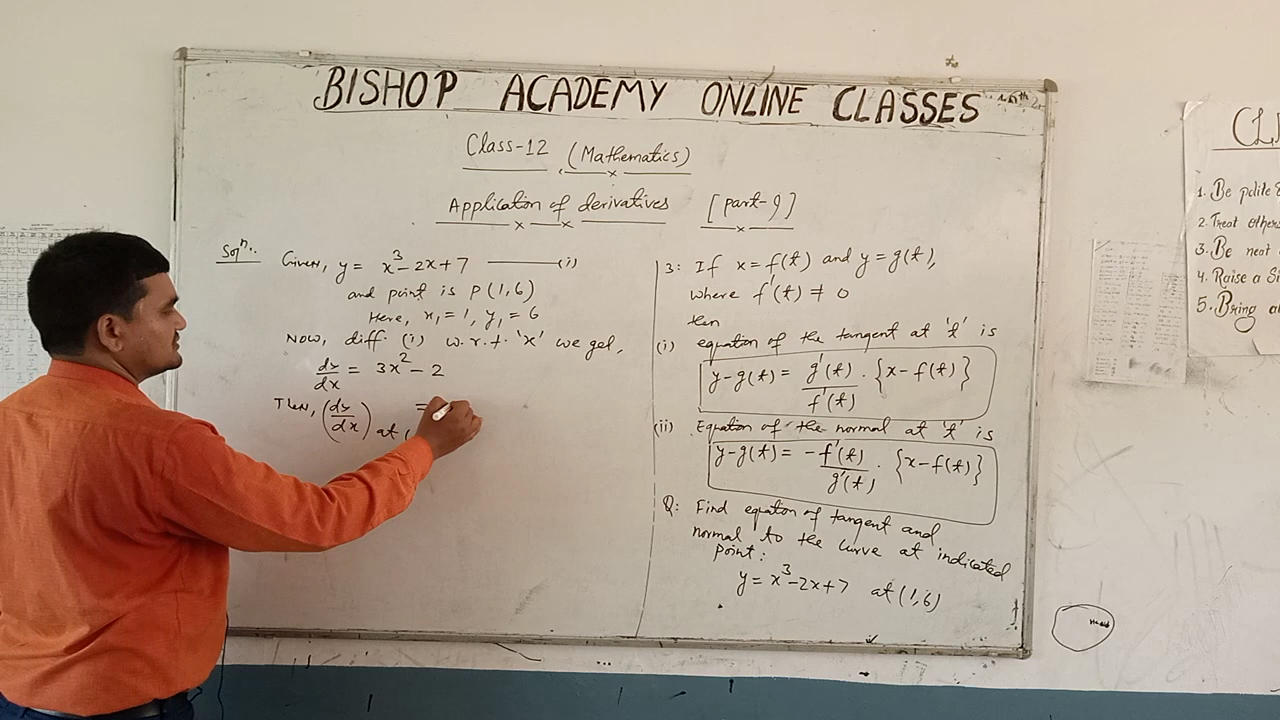 BISHOP ACADEMY ONLINE CLASSES
Class-12 (Mathematics)
Application of derivatives [part-9]
Solⁿ..
Given, y = x³-2x+7 ———(i)
and point is P(1,6)
Here, x₁=1, y₁=6
Now, diff. (i) w.r.t. 'x' we get,
dy/dx = 3x²-2
Then, (dy/dx) at ( =
3: If x=f(t) and y=g(t),
where f'(t) ≠ 0
then
(i) equation of the tangent at 't' is
y-g(t) = g'(t)/f'(t) . {x-f(t)}
(ii) Equation of the normal at 't' is
y-g(t) = -f'(t)/g'(t) . {x-f(t)}
Q: Find equation of tangent and
normal to the curve at indicated
point:
y=x³-2x+7 at (1,6)
CL
1. Be polite &
2. Treat others
3. Be neat
4. Raise a
5. Bring